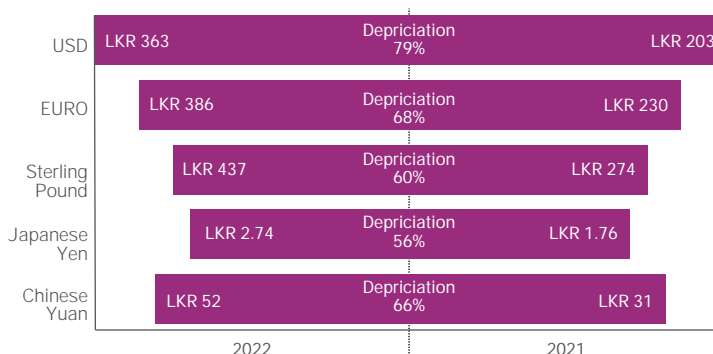 USD
LKR 363
Depriciation
79%
LKR 203
EURO
LKR 386
Depriciation
68%
LKR 230
Sterling
Pound
LKR 437
Depriciation
60%
LKR 274
Japanese
Yen
LKR 2.74
Depriciation
56%
LKR 1.76
Chinese
Yuan
LKR 52
Depriciation
66%
LKR 31
2022
2021